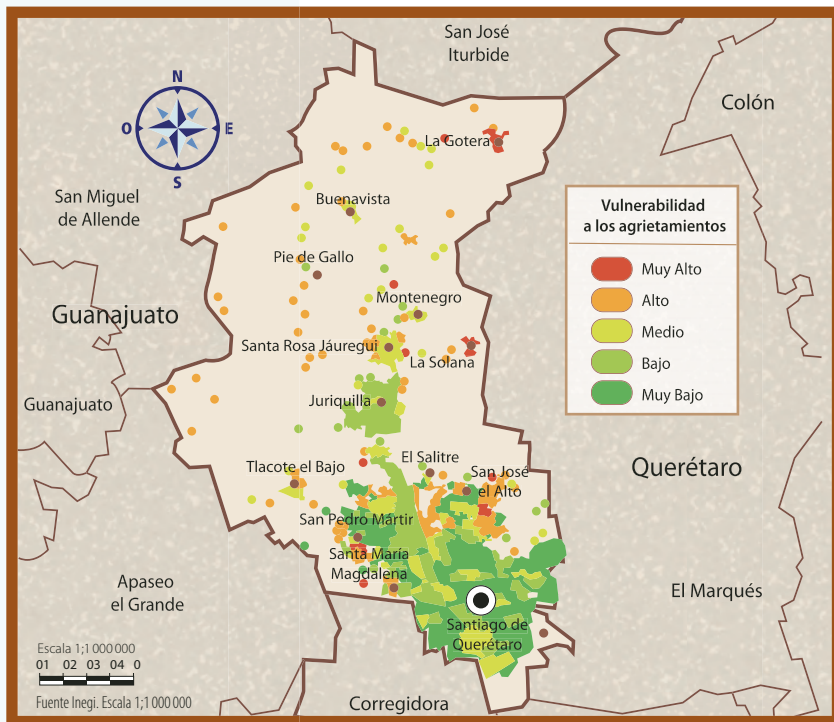 San José
Iturbide
N
O
E
S
Colón
La Gotera
San Miguel
de Allende
Buenavista
Vulnerabilidad
a los agrietamientos
Muy Alto
Alto
Medio
Bajo
Muy Bajo
Pie de Gallo
Montenegro
Guanajuato
Santa Rosa Jáuregui
La Solana
Juriquilla
Guanajuato
Tlacote el Bajo
El Salitre
San José
el Alto
Querétaro
San Pedro Mártir
Santa María
Magdalena
Apaseo
el Grande
El Marqués
Santiago de
Querétaro
Escala 1;1 000 000
01 02 03 04 0
Fuente Inegi. Escala 1;1 000 000
Corregidora